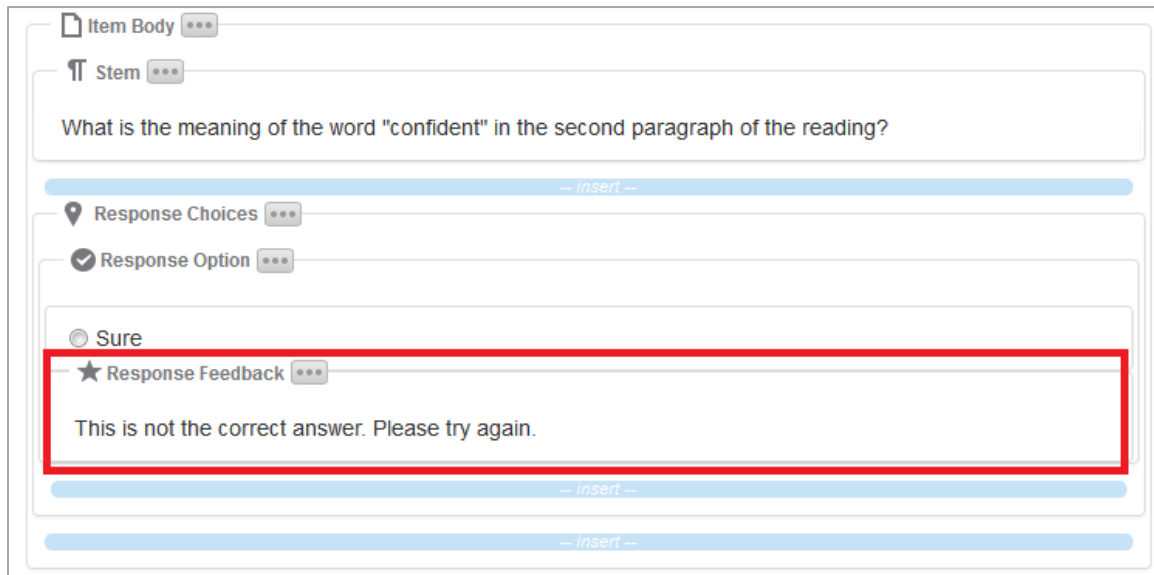 Item Body
Stem
What is the meaning of the word "confident" in the second paragraph of the reading?
-- insert --
Response Choices
Response Option
Sure
Response Feedback
This is not the correct answer. Please try again.
-- insert --
-- insert --